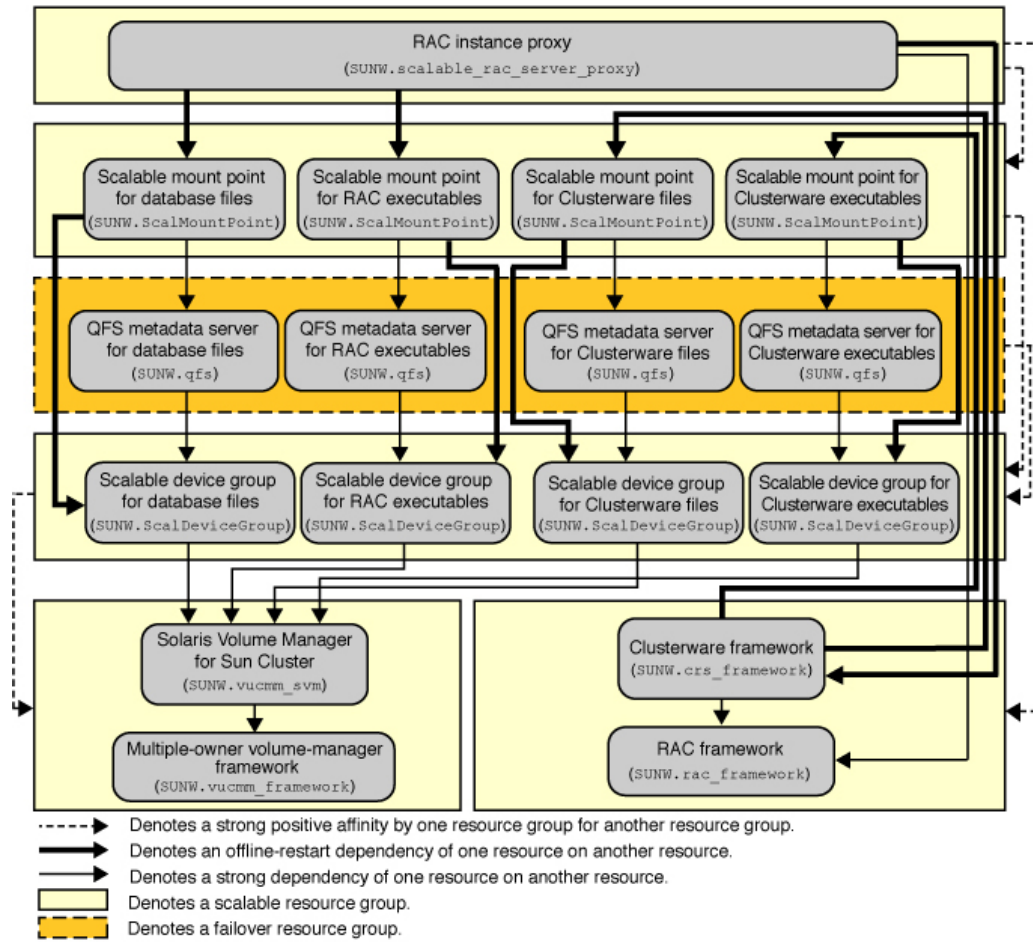 RAC instance proxy
(SUNW.scalable_rac_server_proxy)
Scalable mount point
for database files
(SUNW.ScalMountPoint)
Scalable mount point
for RAC executables
(SUNW.ScalMountPoint)
Scalable mount point
for Clusterware files
(SUNW.ScalMountPoint)
Scalable mount point for
Clusterware executables
(SUNW.ScalMountPoint)
QFS metadata server
for database files
(SUNW.qfs)
QFS metadata server
for RAC executables
(SUNW.qfs)
QFS metadata server
for Clusterware files
(SUNW.qfs)
QFS metadata server for
Clusterware executables
(SUNW.qfs)
Scalable device group
for database files
(SUNW.ScalDeviceGroup)
Scalable device group
for RAC executables
(SUNW.ScalDeviceGroup)
Scalable device group
for Clusterware files
(SUNW.ScalDeviceGroup)
Scalable device group for
Clusterware executables
(SUNW.ScalDeviceGroup)
Solaris Volume Manager
for Sun Cluster
(SUNW.vucmm_svm)
Multiple-owner volume-manager
framework
(SUNW.vucmm_framework)
Clusterware framework
(SUNW.crs_framework)
RAC framework
(SUNW.rac_framework)
Denotes a strong positive affinity by one resource group for another resource group.
Denotes an offline-restart dependency of one resource on another resource.
Denotes a strong dependency of one resource on another resource.
Denotes a scalable resource group.
Denotes a failover resource group.